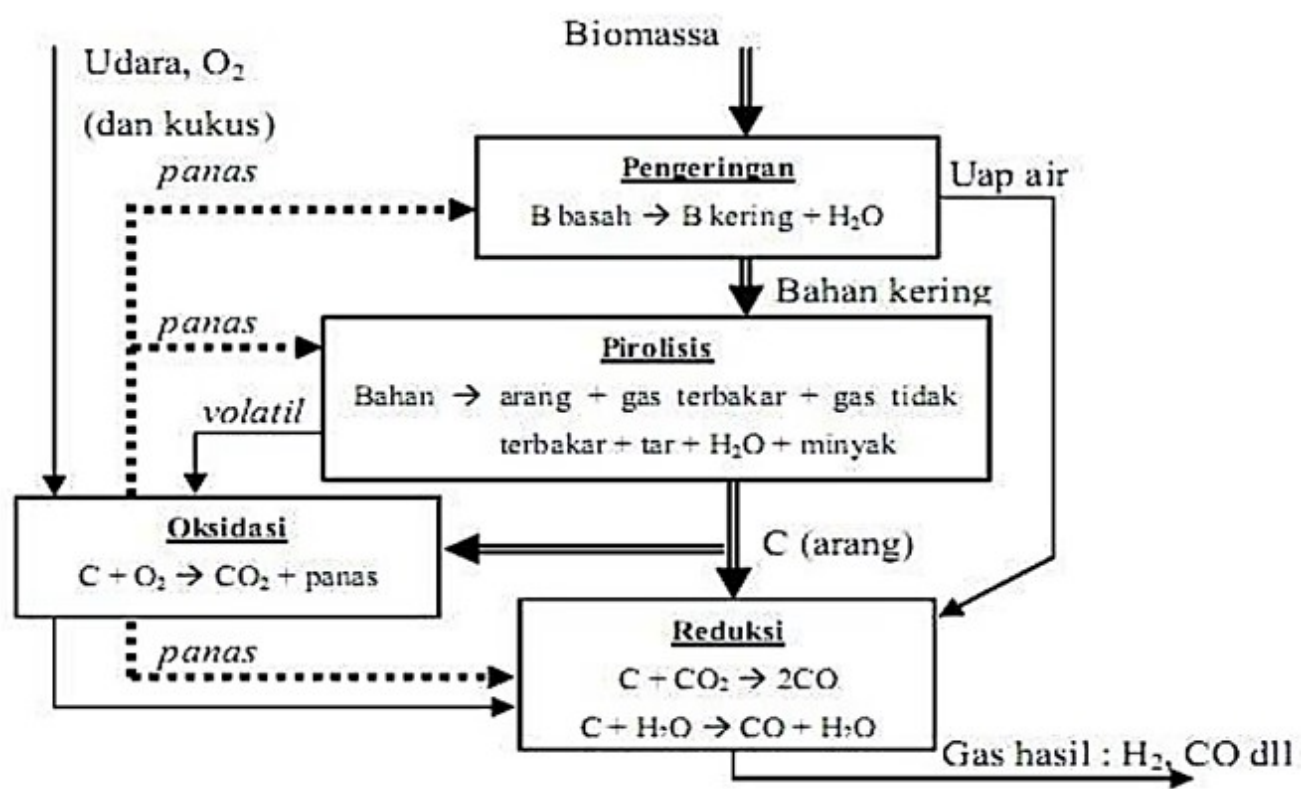 Biomassa
Udara, O₂
(dan kukus)
panas
Pengeringan
B basah → B kering + H₂O
Uap air
Bahan kering
panas
Pirolisis
Bahan → arang + gas terbakar + gas tidak
terbakar + tar + H₂O + minyak
volatil
Oksidasi
C + O₂ → CO₂ + panas
C (arang)
panas
Reduksi
C + CO₂ → 2CO
C + H₂O → CO + H₂O
Gas hasil : H₂, CO dll